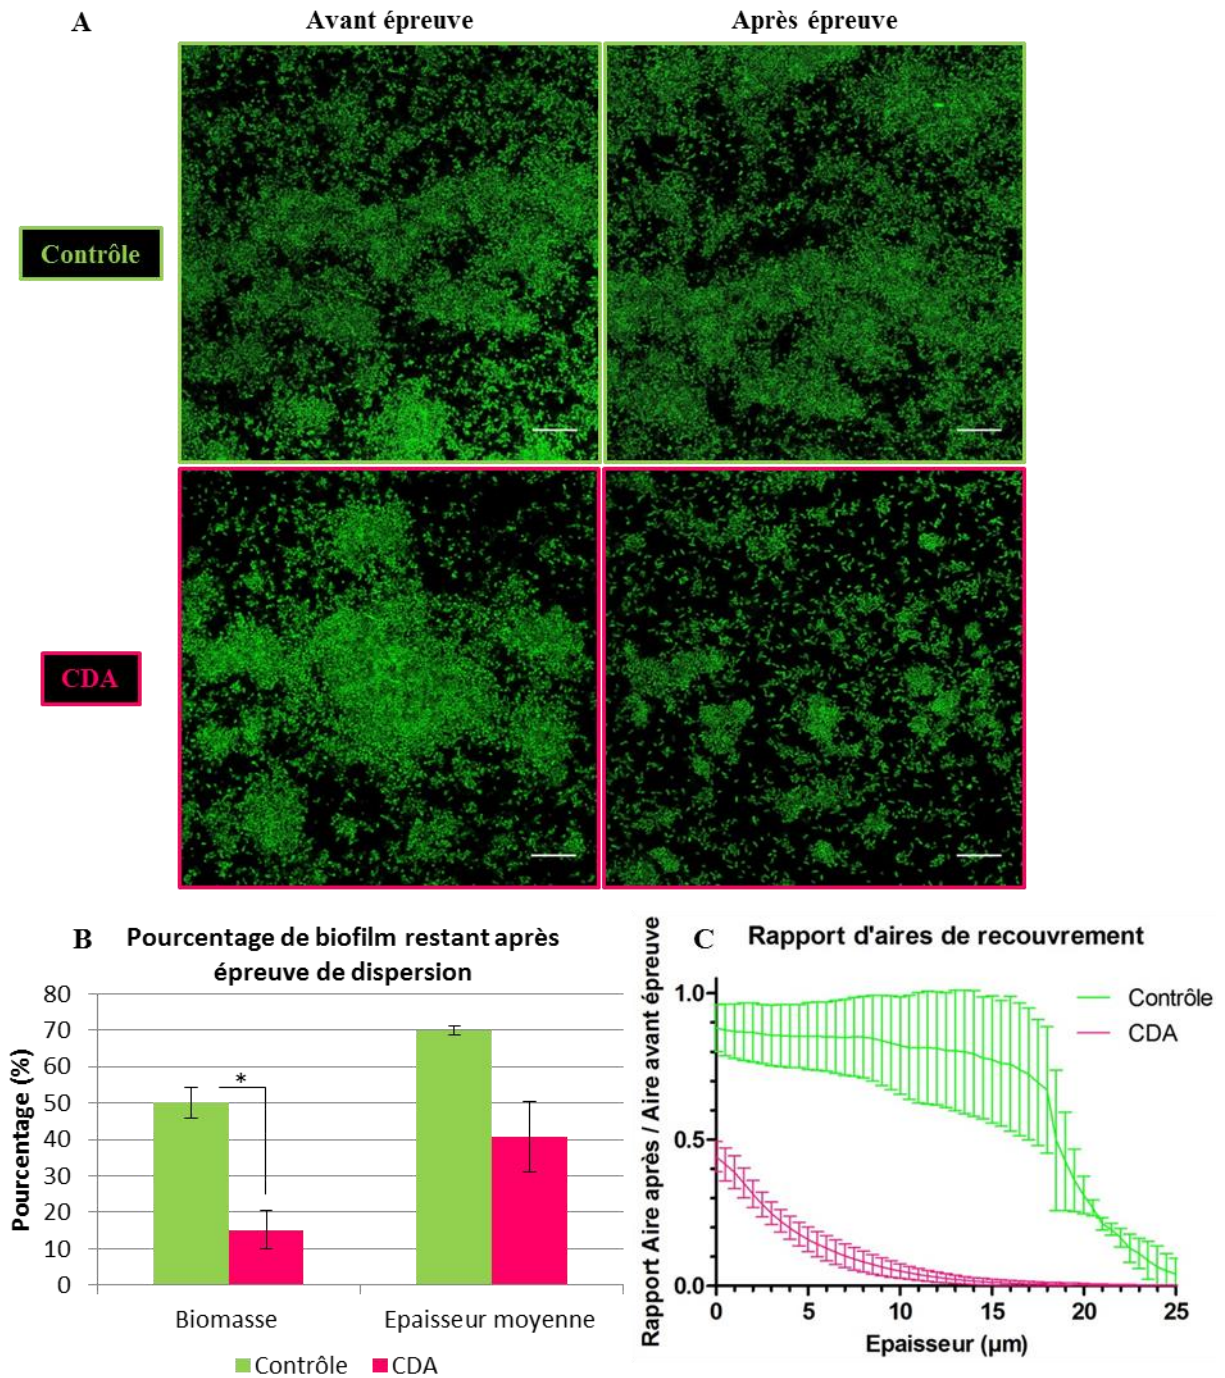 A
Avant épreuve
Après épreuve
Contrôle
CDA
B
Pourcentage de biofilm restant après
épreuve de dispersion
Pourcentage (%)
80
70
60
50
40
30
20
10
0
*
Biomasse
Epaisseur moyenne
Contrôle
CDA
C
Rapport d'aires de recouvrement
Rapport Aire après / Aire avant épreuve
1.0
0.5
0.0
Contrôle
CDA
0
5
10
15
20
25
Epaisseur (µm)